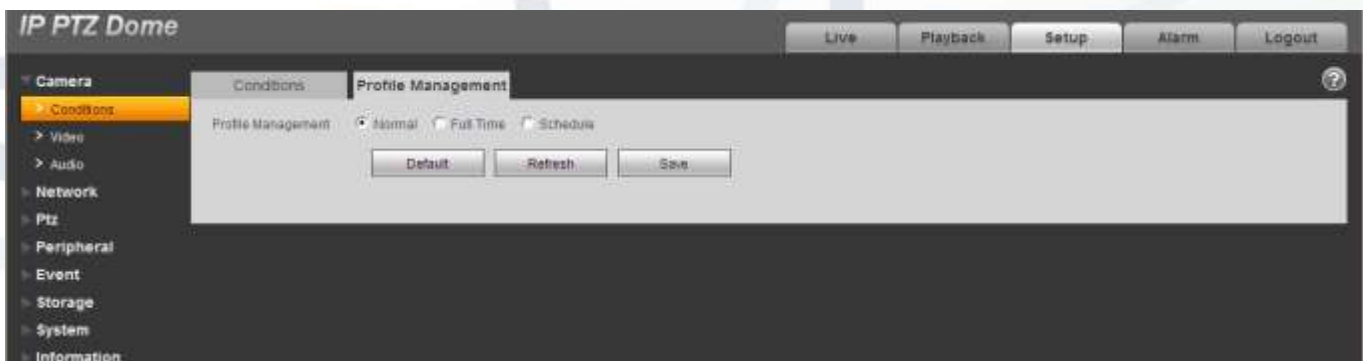 IP PTZ Dome
Live Playback Setup Alarm Logout
Camera
Conditions Profile Management ?
> Conditions
Profile Management Normal Full Time Schedule
> Video
> Audio
Default Refresh Save
Network
Ptz
Peripheral
Event
Storage
System
Information